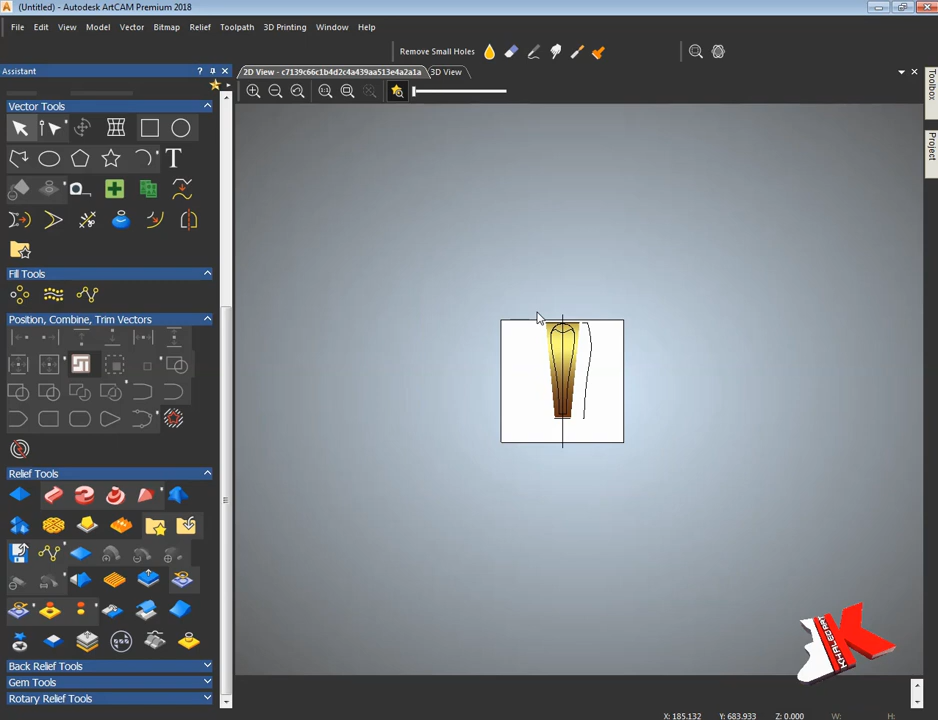 (Untitled) - Autodesk ArtCAM Premium 2018
File Edit View Model Vector Bitmap Relief Toolpath 3D Printing Window Help
Remove Small Holes
Assistant
2D View - c7139c66c1b4d2c4a439aa513e4a2a1a
3D View
Vector Tools
Fill Tools
Position, Combine, Trim Vectors
Relief Tools
Back Relief Tools
Gem Tools
Rotary Relief Tools
Toolbox
Project
KHALEDART
X: 185.132 Y: 683.933 Z: 0.000 W: H: